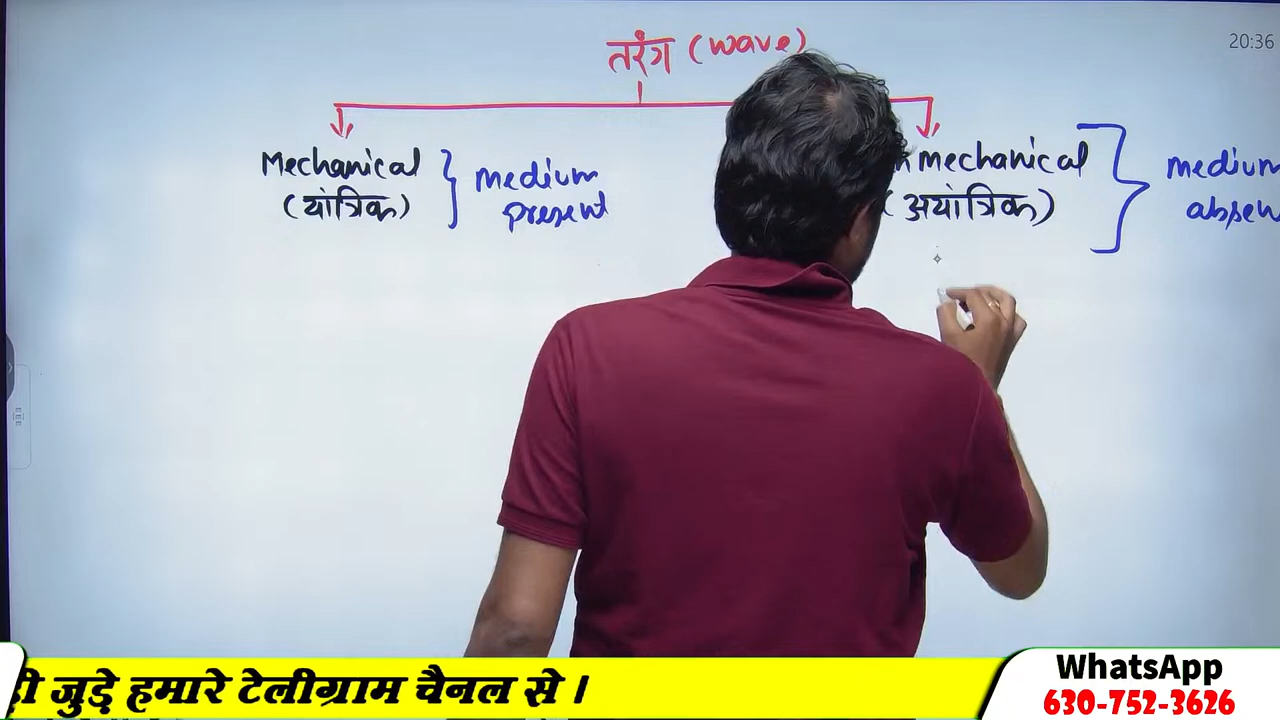 20:36
तरंग (wave)
Mechanical
(यांत्रिक)
medium
present
mechanical
(अयांत्रिक)
medium
ही जुड़े हमारे टेलीग्राम चैनल से ।
WhatsApp
630-752-3626